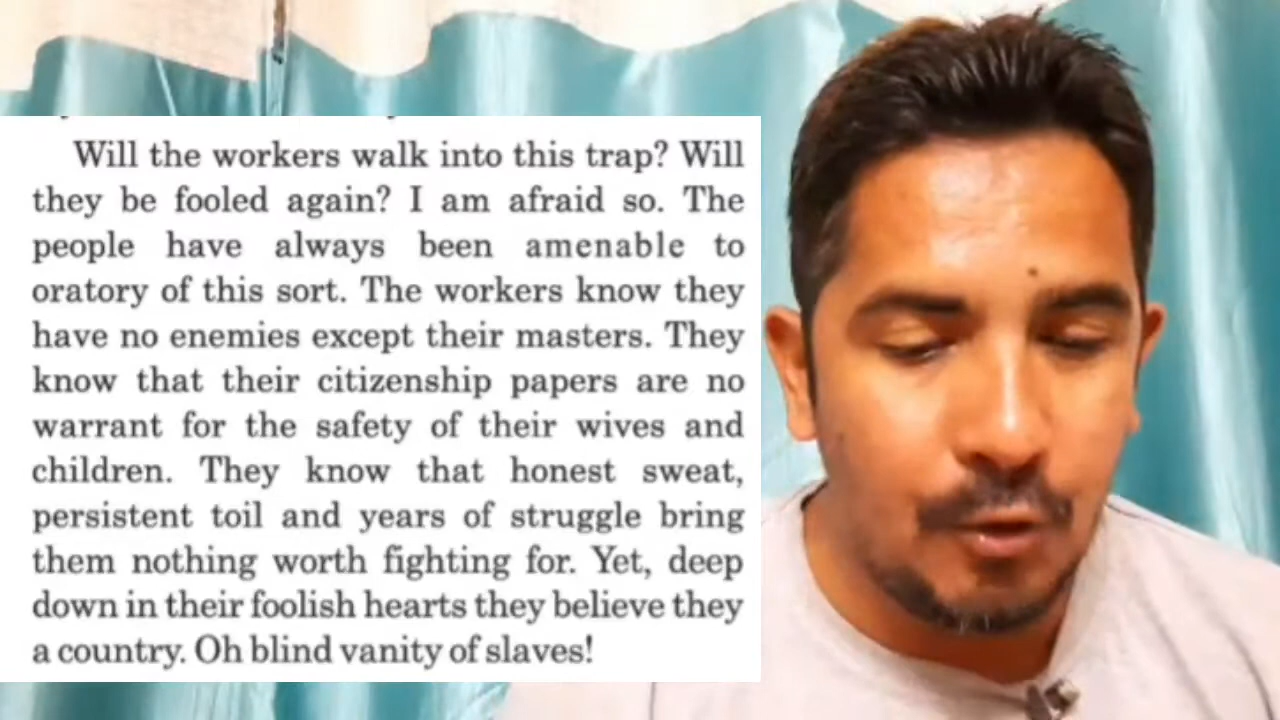 Will the workers walk into this trap? Will
they be fooled again? I am afraid so. The
people have always been amenable to
oratory of this sort. The workers know they
have no enemies except their masters. They
know that their citizenship papers are no
warrant for the safety of their wives and
children. They know that honest sweat,
persistent toil and years of struggle bring
them nothing worth fighting for. Yet, deep
down in their foolish hearts they believe they
a country. Oh blind vanity of slaves!